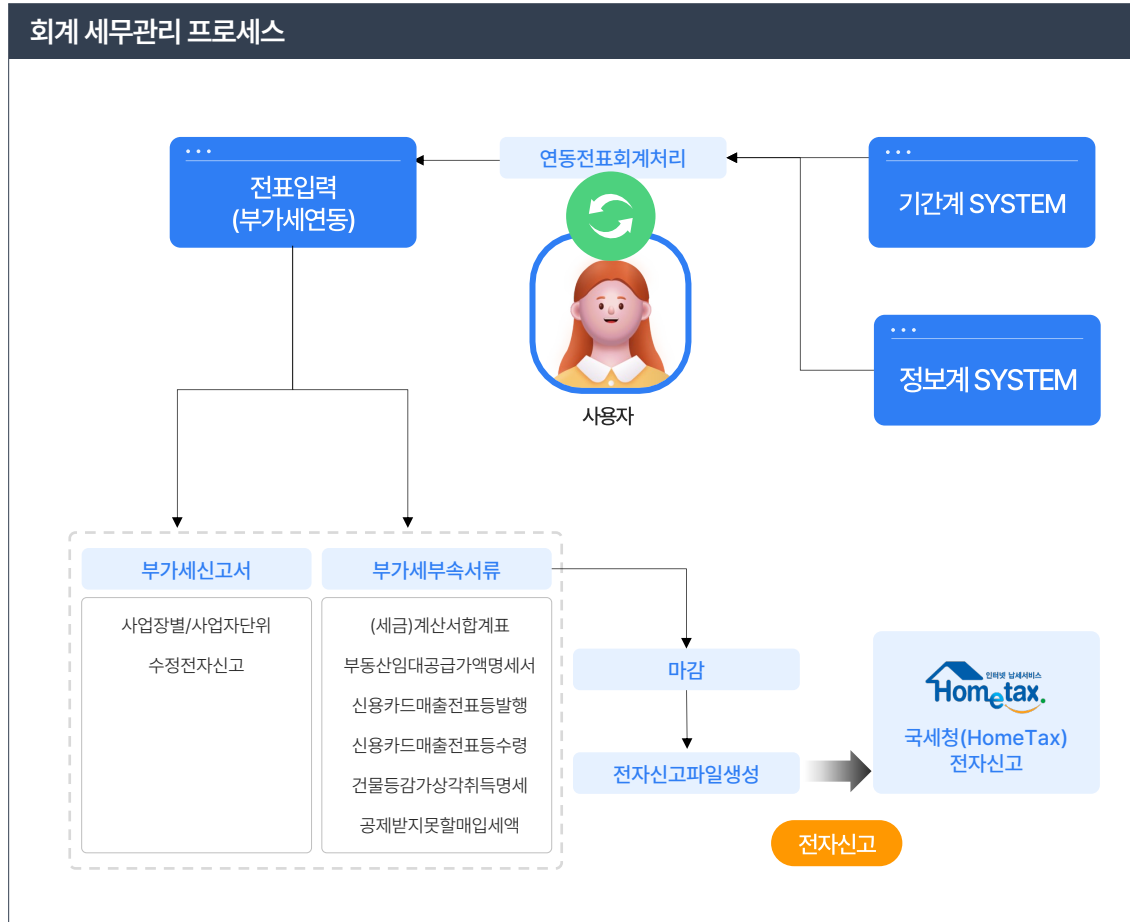 회계 세무관리 프로세스
전표입력
(부가세연동)
연동전표회계처리
기간계 SYSTEM
정보계 SYSTEM
사용자
부가세신고서
사업장별/사업자단위
수정전자신고
부가세부속서류
(세금)계산서합계표
부동산임대공급가액명세서
신용카드매출전표등발행
신용카드매출전표등수령
건물등감가상각취득명세
공제받지못할매입세액
마감
전자신고파일생성
인터넷 납세서비스
Hometax.
국세청(HomeTax)
전자신고
전자신고